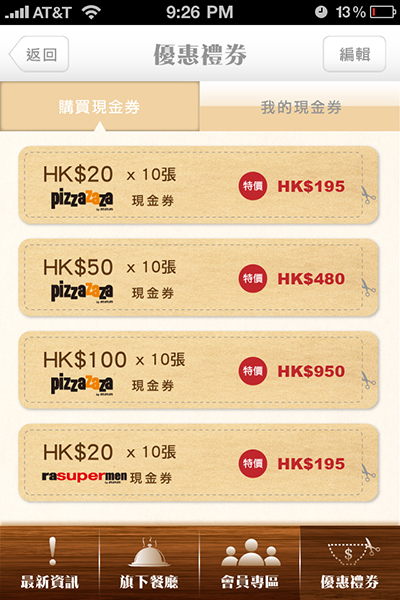 AT&T 9:26 PM 13%
返回 優惠禮券 編輯
購買現金券 我的現金券
HK$20 x 10張
特價 HK$195
pizzazaza 現金券
HK$50 x 10張
特價 HK$480
pizzazaza 現金券
HK$100 x 10張
特價 HK$950
pizzazaza 現金券
HK$20 x 10張
特價 HK$195
rasupermen 現金券
$
最新資訊 旗下餐廳 會員專區 優惠禮券